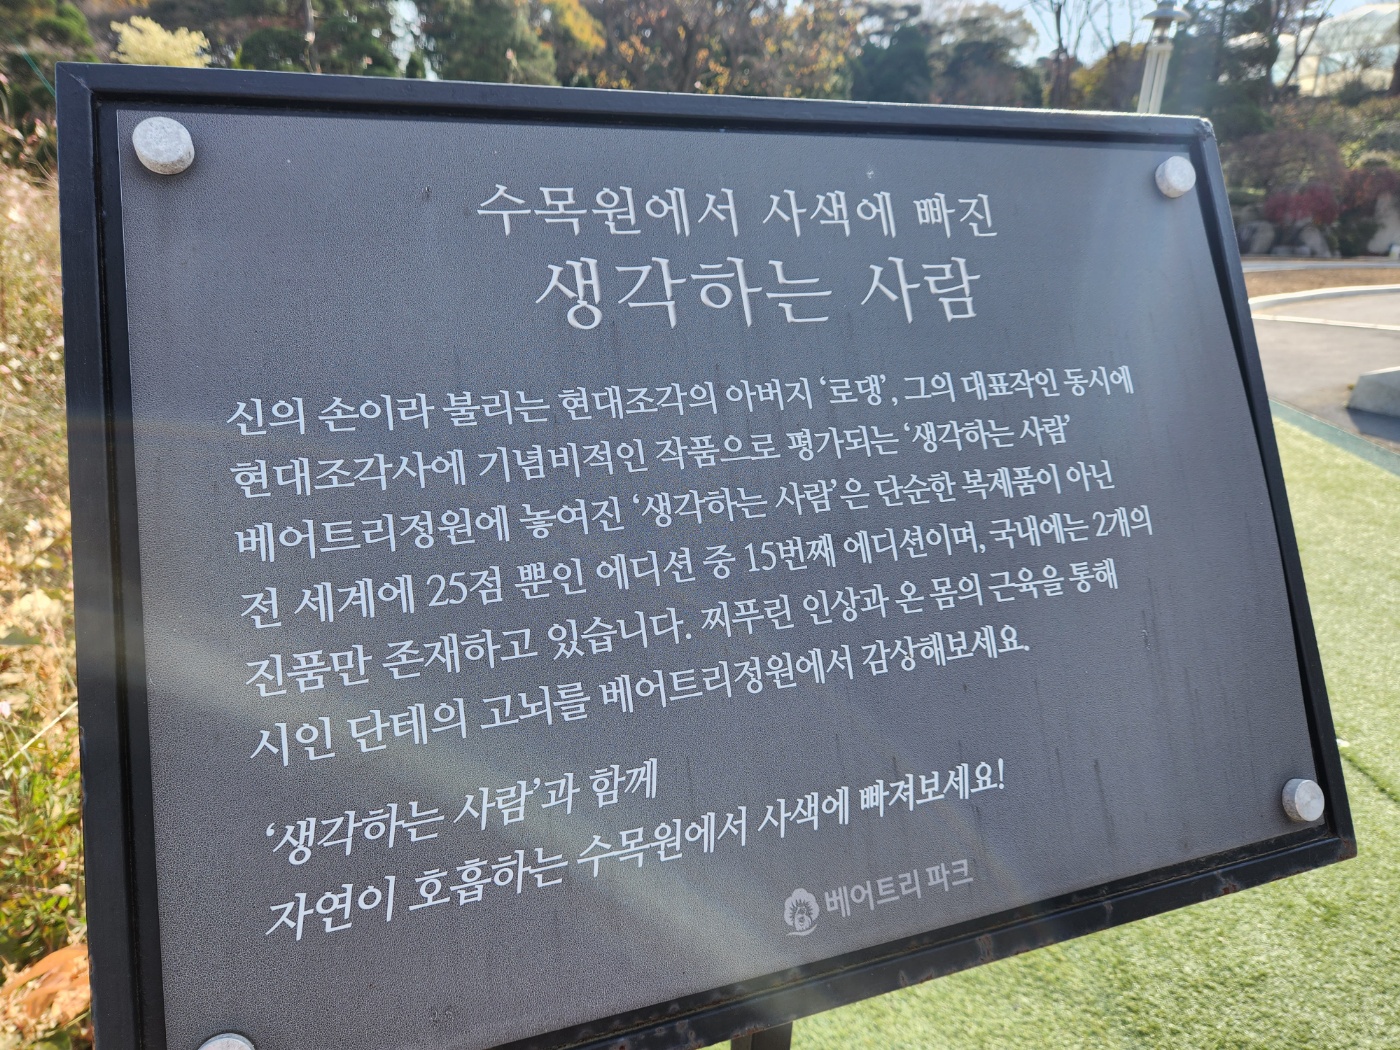 수목원에서 사색에 빠진
생각하는 사람
신의 손이라 불리는 현대조각의 아버지 ‘로댕’, 그의 대표작인 동시에
현대조각사에 기념비적인 작품으로 평가되는 ‘생각하는 사람’
베어트리정원에 놓여진 ‘생각하는 사람’은 단순한 복제품이 아닌
전 세계에 25점 뿐인 에디션 중 15번째 에디션이며, 국내에는 2개의
진품만 존재하고 있습니다. 찌푸린 인상과 온 몸의 근육을 통해
시인 단테의 고뇌를 베어트리정원에서 감상해보세요.
‘생각하는 사람’과 함께
자연이 호흡하는 수목원에서 사색에 빠져보세요!
베어트리 파크